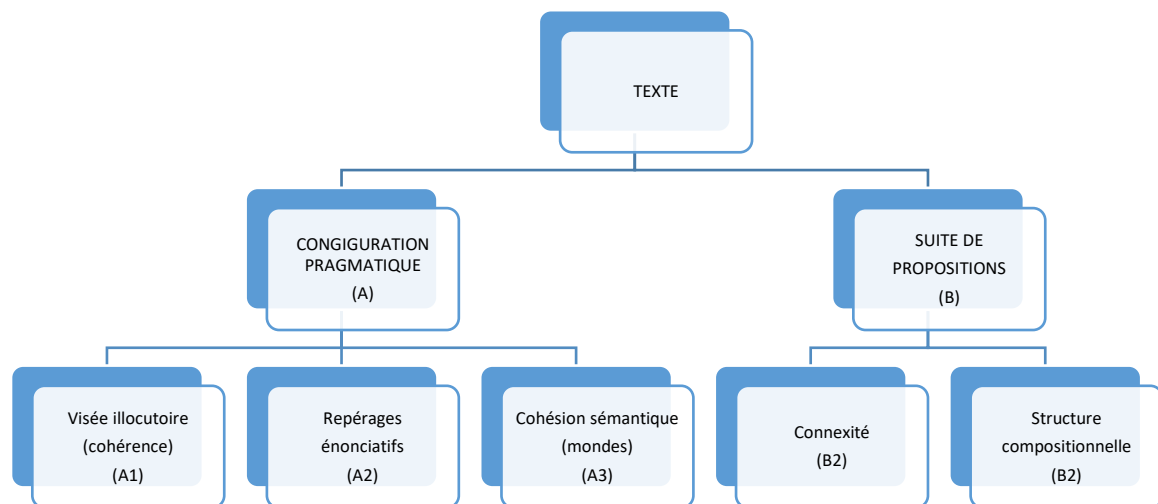 TEXTE
CONGIGURATION
PRAGMATIQUE
(A)
SUITE DE
PROPOSITIONS
(B)
Visée illocutoire
(cohérence)
(A1)
Repérages
énonciatifs
(A2)
Cohésion sémantique
(mondes)
(A3)
Connexité
(B2)
Structure
compositionnelle
(B2)